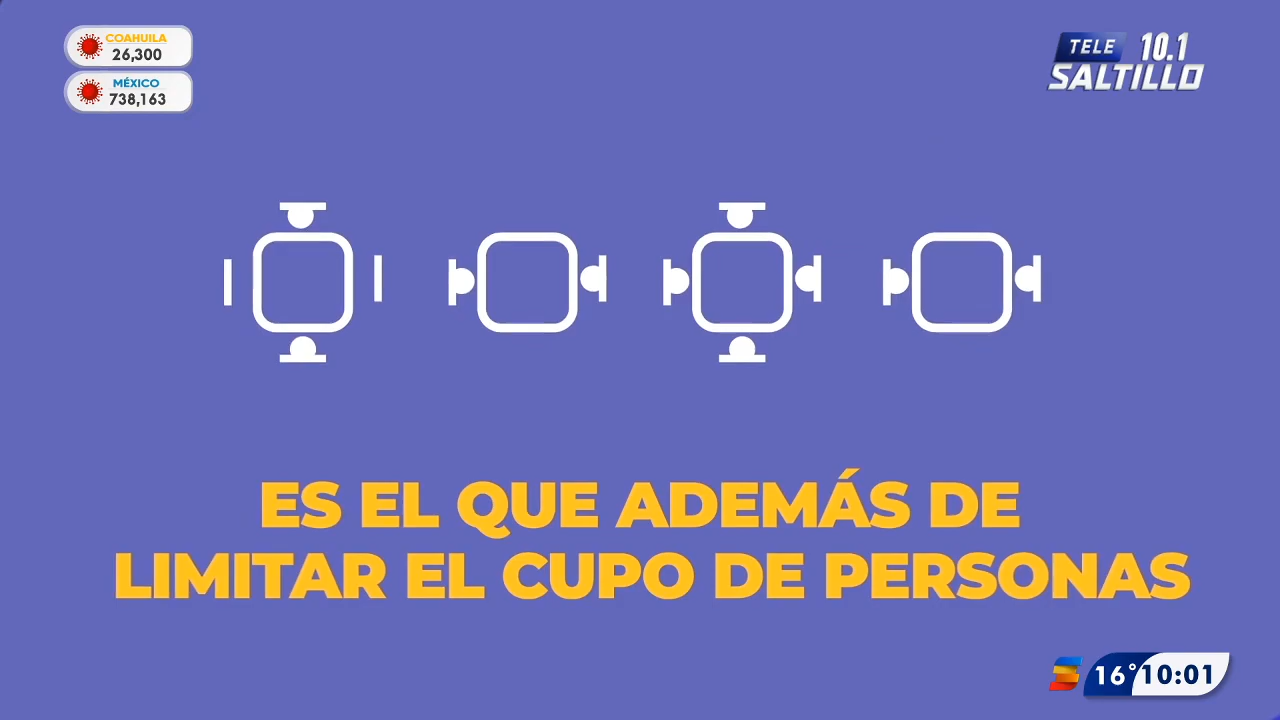 COAHUILA
26,300
MÉXICO
738,163
TELE 10.1
SALTILLO
ES EL QUE ADEMÁS DE
LIMITAR EL CUPO DE PERSONAS
16° 10:01